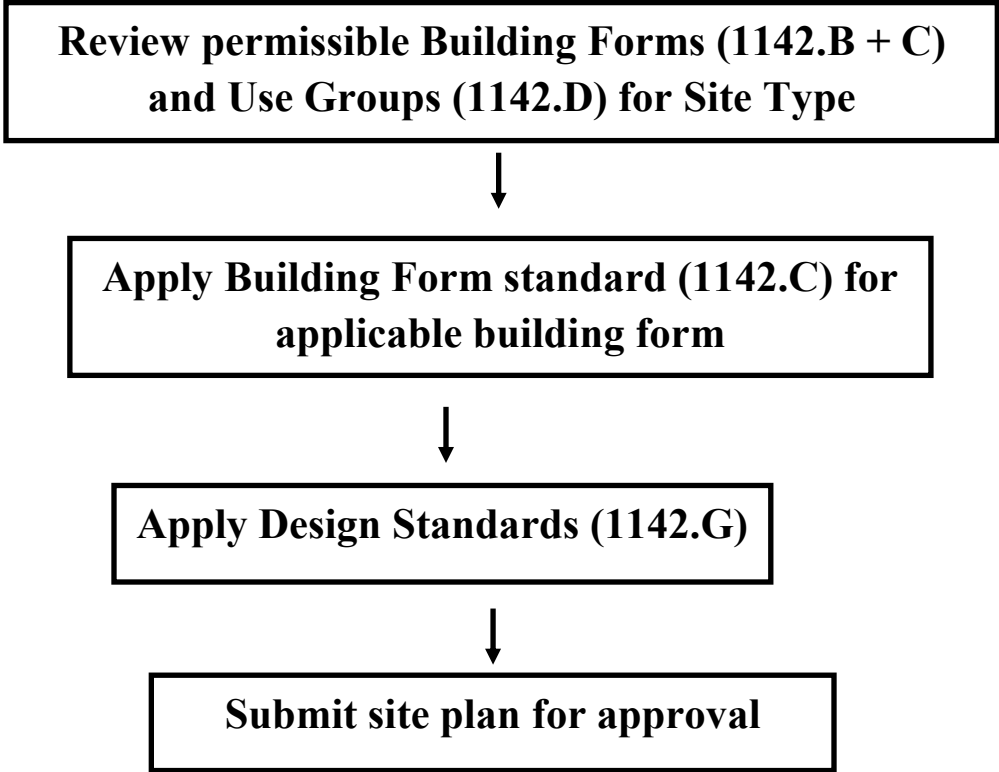 Review permissible Building Forms (1142.B + C)
and Use Groups (1142.D) for Site Type
Apply Building Form standard (1142.C) for
applicable building form
Apply Design Standards (1142.G)
Submit site plan for approval